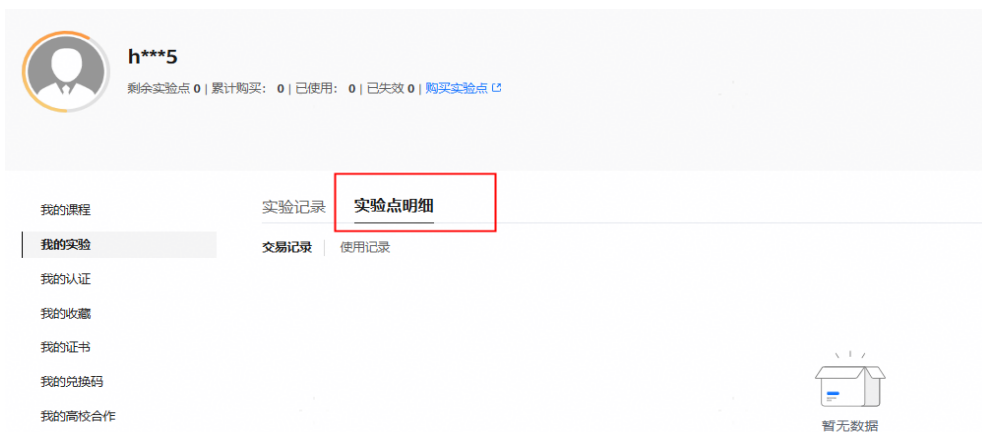 h***5
剩余实验点 0 | 累计购买： 0 | 已使用： 0 | 已失效 0 | 购买实验点
实验记录 实验点明细
交易记录 使用记录
我的课程
我的实验
我的认证
我的收藏
我的证书
我的兑换码
我的高校合作
暂无数据